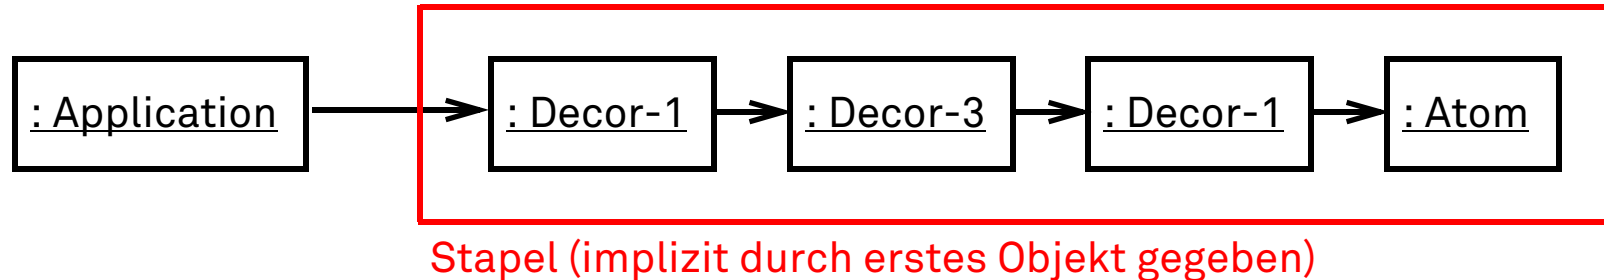 : Application : Decor-1 : Decor-3 : Decor-1 : Atom
Stapel (implizit durch erstes Objekt gegeben)